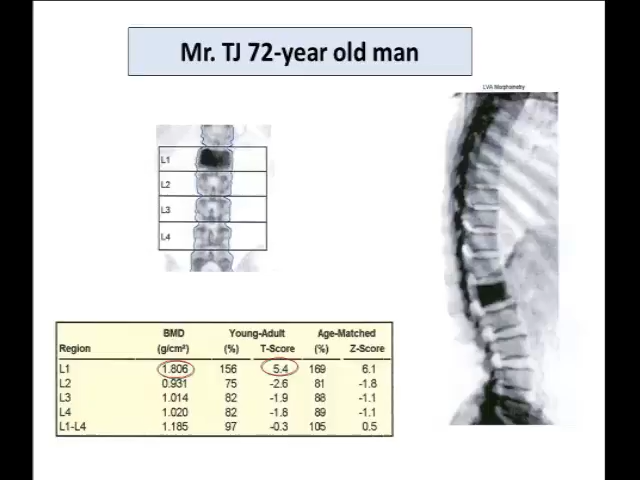 Mr. TJ 72-year old man
LVA Morphometry
L1
L2
L3
L4
BMD Young-Adult Age-Matched
Region (g/cm²) (%) T-Score (%) Z-Score
L1 1.806 156 5.4 169 6.1
L2 0.931 75 -2.6 81 -1.8
L3 1.014 82 -1.9 88 -1.1
L4 1.020 82 -1.8 89 -1.1
L1-L4 1.185 97 -0.3 105 0.5